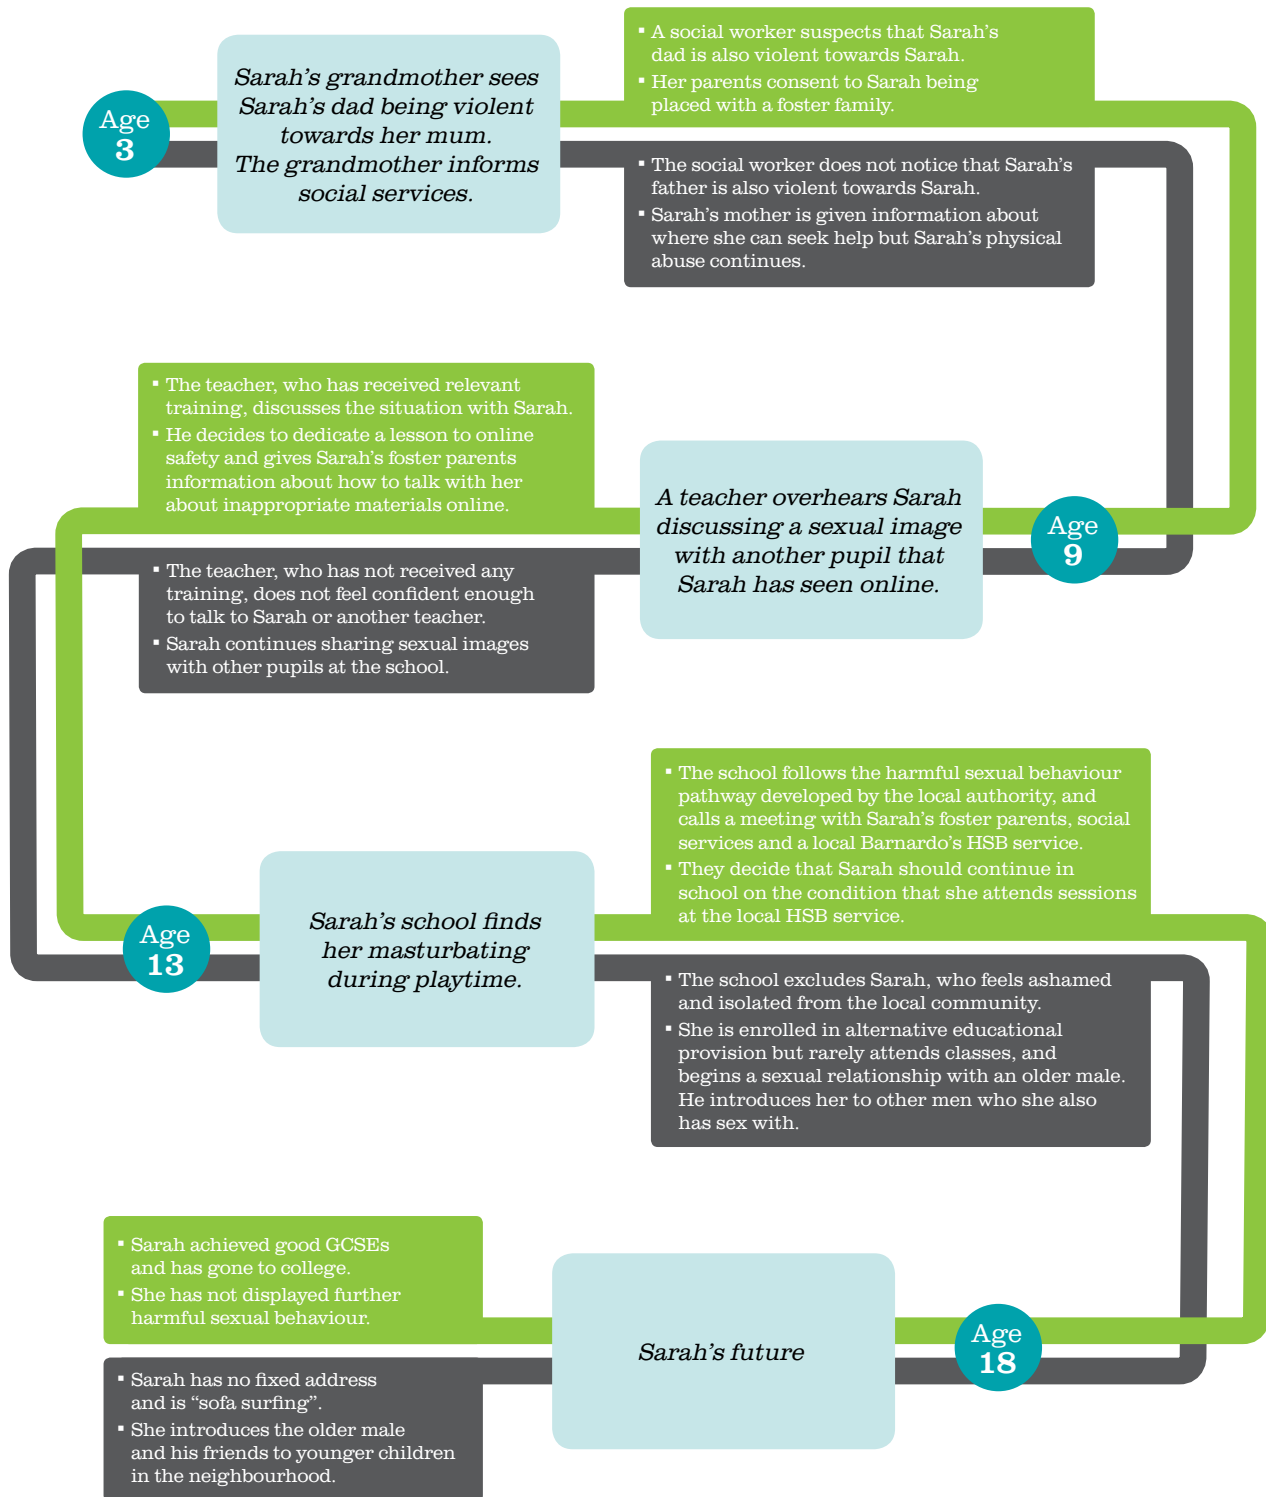 Age
3
Sarah's grandmother sees
Sarah's dad being violent
towards her mum.
The grandmother informs
social services.
▪ A social worker suspects that Sarah's
dad is also violent towards Sarah.
▪ Her parents consent to Sarah being
placed with a foster family.
▪ The social worker does not notice that Sarah's
father is also violent towards Sarah.
▪ Sarah's mother is given information about
where she can seek help but Sarah's physical
abuse continues.
Age
9
A teacher overhears Sarah
discussing a sexual image
with another pupil that
Sarah has seen online.
▪ The teacher, who has received relevant
training, discusses the situation with Sarah.
▪ He decides to dedicate a lesson to online
safety and gives Sarah's foster parents
information about how to talk with her
about inappropriate materials online.
▪ The teacher, who has not received any
training, does not feel confident enough
to talk to Sarah or another teacher.
▪ Sarah continues sharing sexual images
with other pupils at the school.
Age
13
Sarah's school finds
her masturbating
during playtime.
▪ The school follows the harmful sexual behaviour
pathway developed by the local authority, and
calls a meeting with Sarah's foster parents, social
services and a local Barnardo's HSB service.
▪ They decide that Sarah should continue in
school on the condition that she attends sessions
at the local HSB service.
▪ The school excludes Sarah, who feels ashamed
and isolated from the local community.
▪ She is enrolled in alternative educational
provision but rarely attends classes, and
begins a sexual relationship with an older male.
He introduces her to other men who she also
has sex with.
Age
18
Sarah's future
▪ Sarah achieved good GCSEs
and has gone to college.
▪ She has not displayed further
harmful sexual behaviour.
▪ Sarah has no fixed address
and is “sofa surfing”.
▪ She introduces the older male
and his friends to younger children
in the neighbourhood.